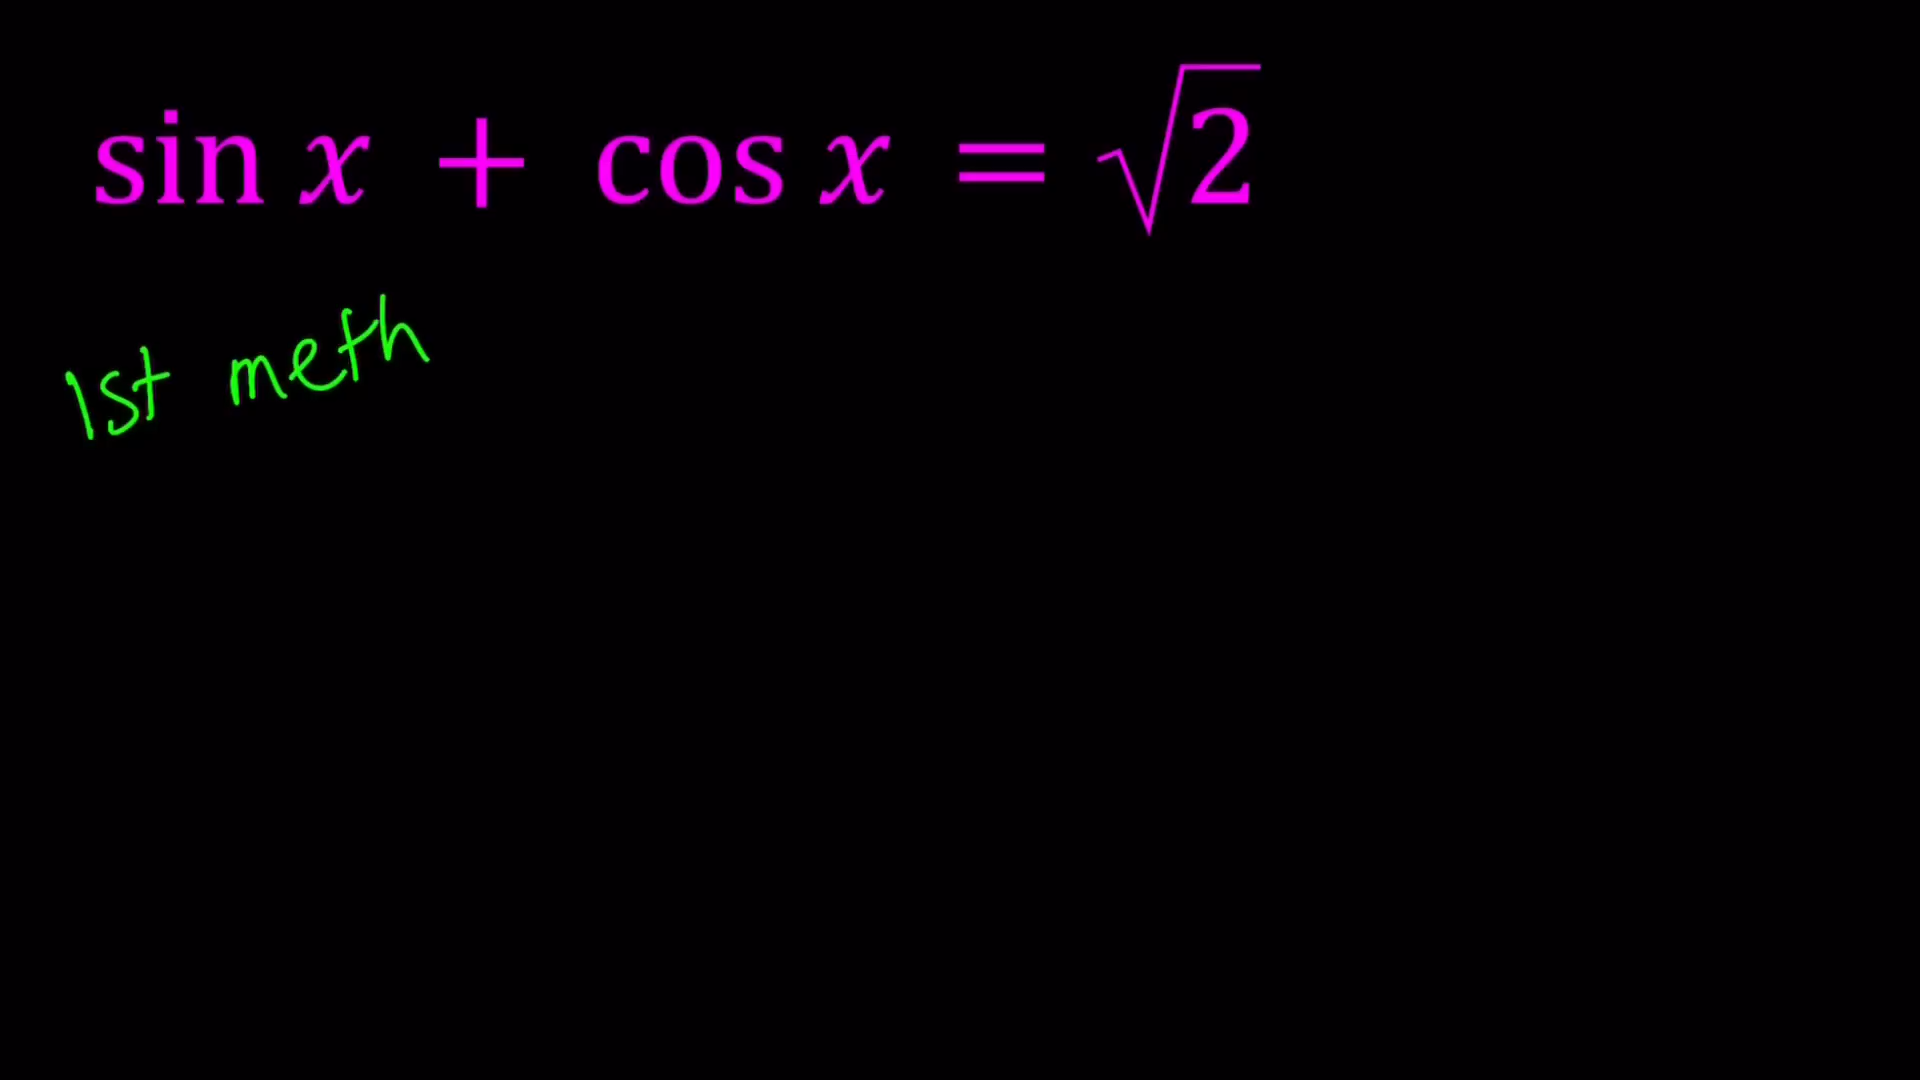 sin x + cos x = √2
1st meth